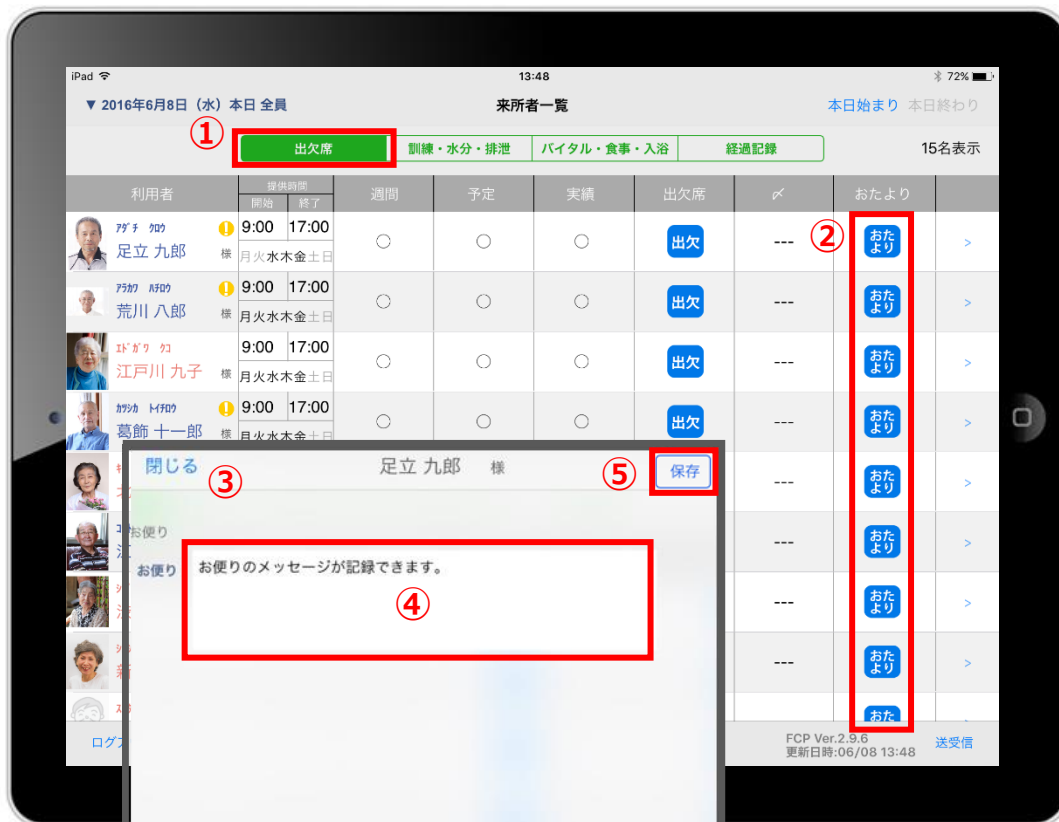 iPad 13:48 72%
▼ 2016年6月8日（水）本日 全員 来所者一覧 本日始まり 本日終わり
①
出欠席 訓練・水分・排泄 バイタル・食事・入浴 経過記録 15名表示
利用者 提供時間 週間 予定 実績 出欠席 〆 おたより
開始 終了
②
ｱﾀﾞﾁ ｸﾛｳ 9:00 17:00
足立 九郎 様 月火水木金土日 ○ ○ ○ 出欠 --- おたより >
ｱﾗｶﾜ ﾊﾁﾛｳ 9:00 17:00
荒川 八郎 様 月火水木金土日 ○ ○ ○ 出欠 --- おたより >
ｴﾄﾞｶﾞﾜ ｸｺ 9:00 17:00
江戸川 九子 様 月火水木金土日 ○ ○ ○ 出欠 --- おたより >
ｶﾂｼｶ ﾄｲﾁﾛｳ 9:00 17:00
葛飾 十一郎 様 月火水木金土日 ○ ○ ○ 出欠 --- おたより >
--- おたより >
--- おたより >
--- おたより >
--- おたより >
おた
閉じる ③ 足立 九郎 様 ⑤ 保存
お便り
お便り お便りのメッセージが記録できます。
④
ログ FCP Ver.2.9.6 送受信
更新日時:06/08 13:48